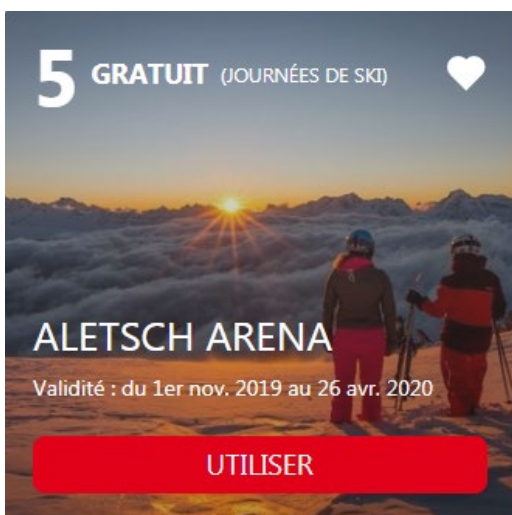 5 GRATUIT (JOURNÉES DE SKI)
ALETSCH ARENA
Validité : du 1er nov. 2019 au 26 avr. 2020
UTILISER